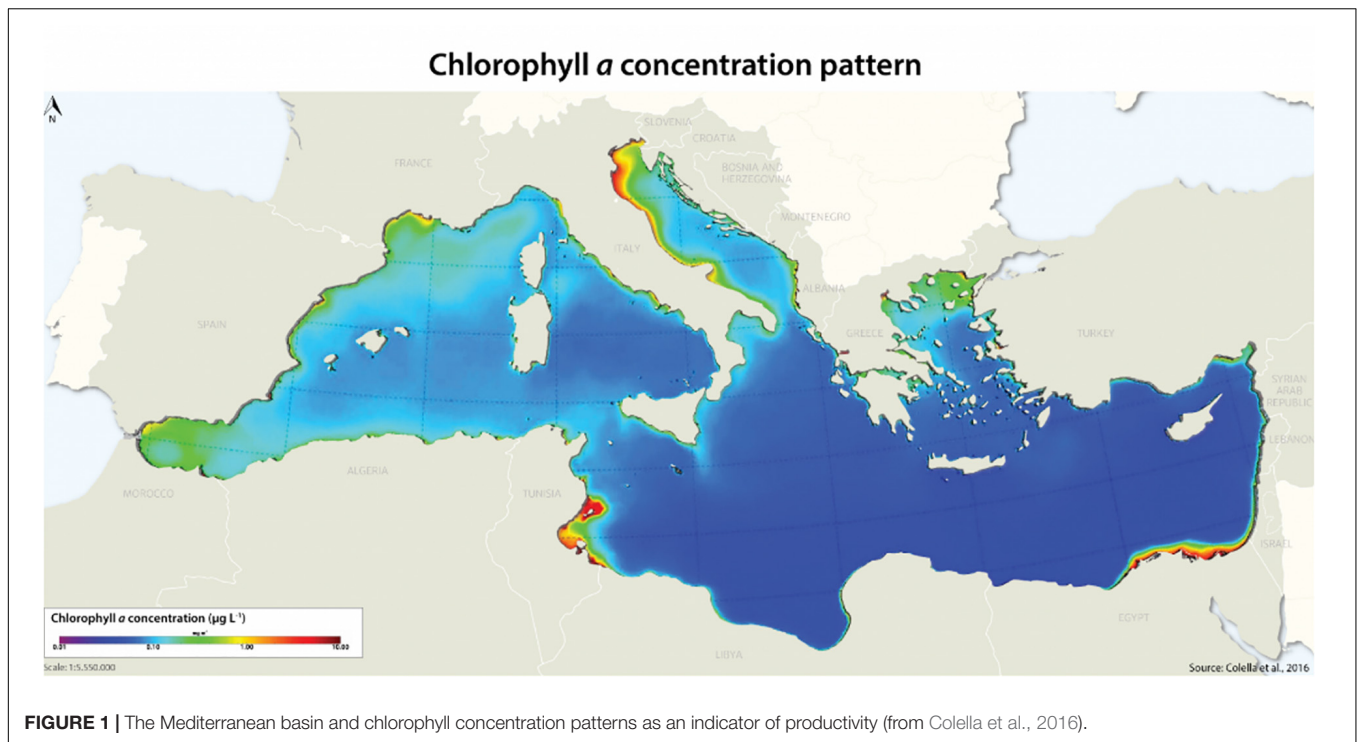 Chlorophyll a concentration pattern
N
SLOVENIA
CROATIA
FRANCE
BOSNIA AND
HERZEGOVINA
MONTENEGRO
ITALY
ALBANIA
SPAIN
GREECE
TURKEY
SYRIAN
ARAB
REPUBLIC
LEBANON
ALGERIA
MOROCCO
TUNISIA
ISRAEL
EGYPT
LIBYA
Chlorophyll a concentration (µg L⁻¹)
mg m⁻³
0.01 0.10 1.00 10.00
Scale: 1:5.550.000
Source: Colella et al., 2016
FIGURE 1 | The Mediterranean basin and chlorophyll concentration patterns as an indicator of productivity (from Colella et al., 2016).